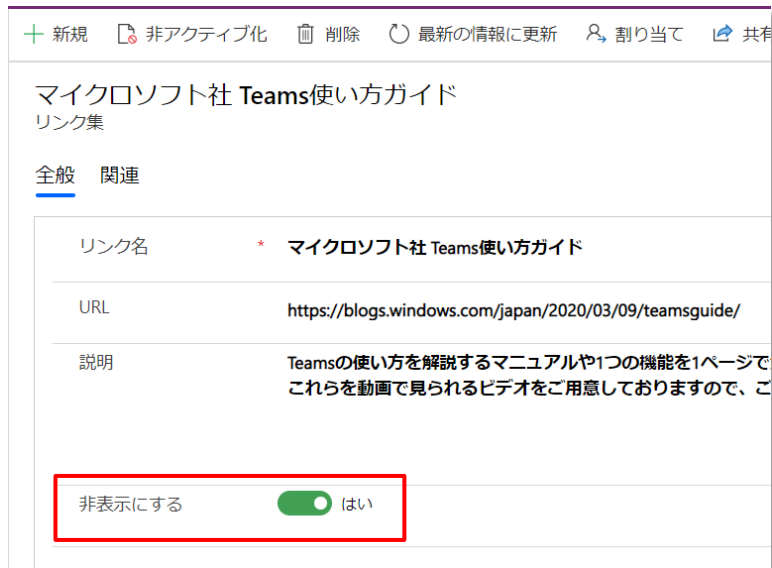 新規 非アクティブ化 削除 最新の情報に更新 割り当て 共有
マイクロソフト社 Teams使い方ガイド
リンク集
全般 関連
リンク名 * マイクロソフト社 Teams使い方ガイド
URL https://blogs.windows.com/japan/2020/03/09/teamsguide/
説明 Teamsの使い方を解説するマニュアルや1つの機能を1ページで
これらを動画で見られるビデオをご用意しておりますので、ご
非表示にする はい